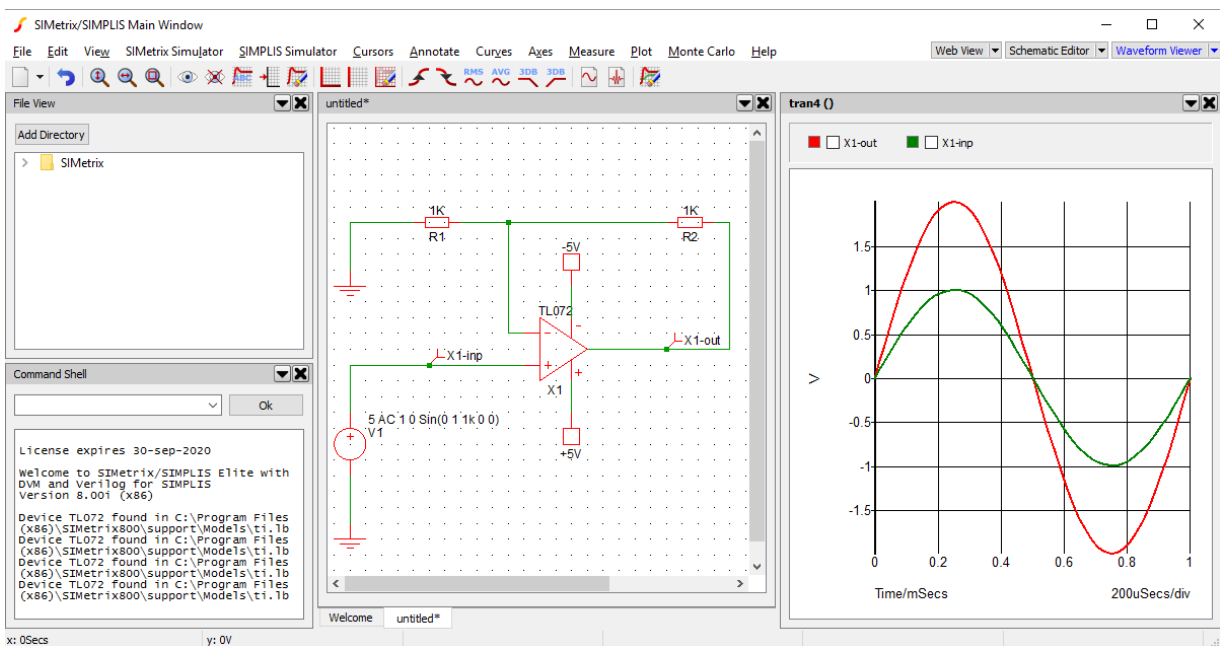 SIMetrix/SIMPLIS Main Window
File Edit View SIMetrix Simulator SIMPLIS Simulator Cursors Annotate Curves Axes Measure Plot Monte Carlo Help
Web View Schematic Editor Waveform Viewer
ABC RMS AVG 3DB 3DB
File View
Add Directory
SIMetrix
Command Shell
Ok
License expires 30-sep-2020
Welcome to SIMetrix/SIMPLIS Elite with
DVM and Verilog for SIMPLIS
Version 8.00i (x86)
Device TL072 found in C:\Program Files
(x86)\SIMetrix800\support\Models\ti.lb
Device TL072 found in C:\Program Files
(x86)\SIMetrix800\support\Models\ti.lb
Device TL072 found in C:\Program Files
(x86)\SIMetrix800\support\Models\ti.lb
Device TL072 found in C:\Program Files
(x86)\SIMetrix800\support\Models\ti.lb
untitled*
1K
R1
1K
R2
-5V
TL072
X1-out
X1-inp
X1
5 AC 1 0 Sin(0 1 1k 0 0)
V1
+5V
Welcome untitled*
tran4 ()
X1-out X1-inp
V
1.5
1
0.5
0
-0.5
-1
-1.5
0 0.2 0.4 0.6 0.8 1
Time/mSecs 200uSecs/div
x: 0Secs y: 0V